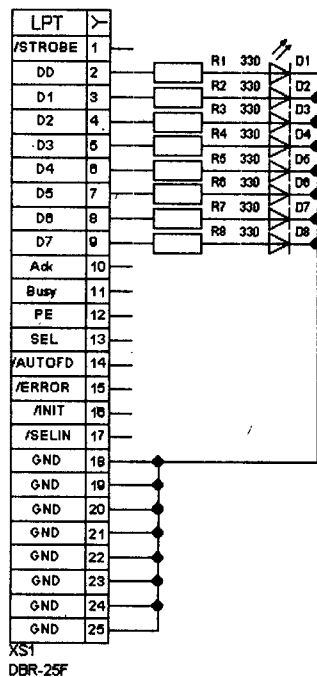 LPT
/STROBE 1
DD 2 R1 330 D1
D1 3 R2 330 D2
D2 4 R3 330 D3
D3 5 R4 330 D4
D4 6 R5 330 D5
D5 7 R6 330 D6
D6 8 R7 330 D7
D7 9 R8 330 D8
Ack 10
Busy 11
PE 12
SEL 13
/AUTOFD 14
/ERROR 15
/INIT 16
/SELIN 17
GND 18
GND 19
GND 20
GND 21
GND 22
GND 23
GND 24
GND 25
XS1
DBR-25F